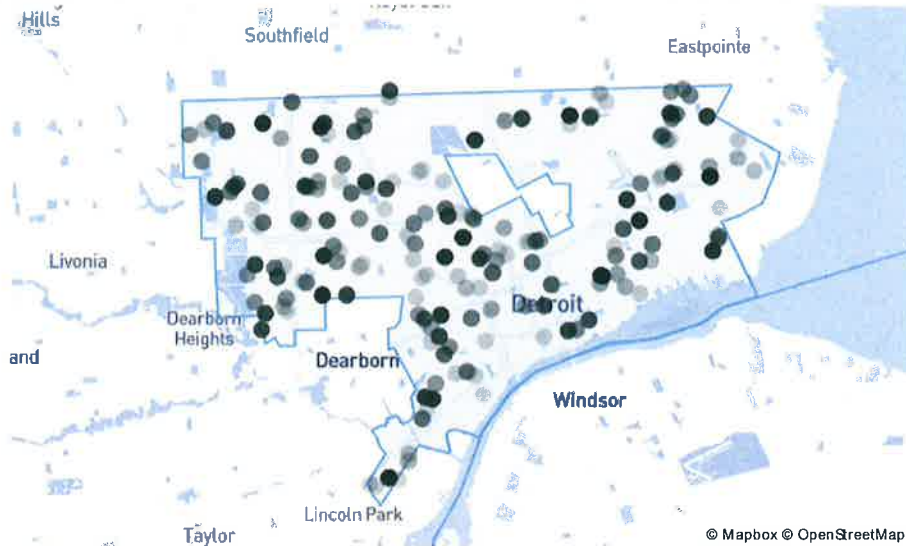 Hills
Southfield
Eastpointe
Livonia
Dearborn
Heights
Detroit
and
Dearborn
Windsor
Lincoln Park
Taylor
© Mapbox © OpenStreetMap